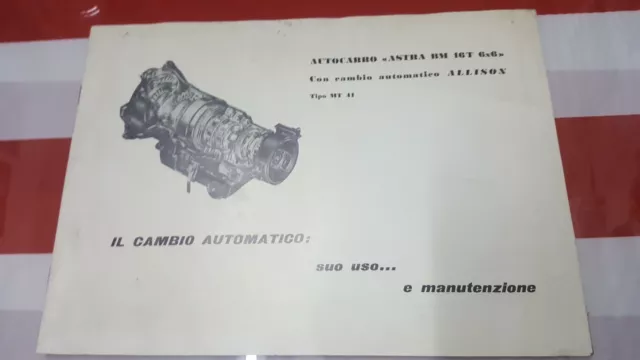 AUTOCARRO «ASTRA BM 16T 6x6»
Con cambio automatico ALLISON
Tipo MT 41
IL CAMBIO AUTOMATICO:
suo uso...
e manutenzione